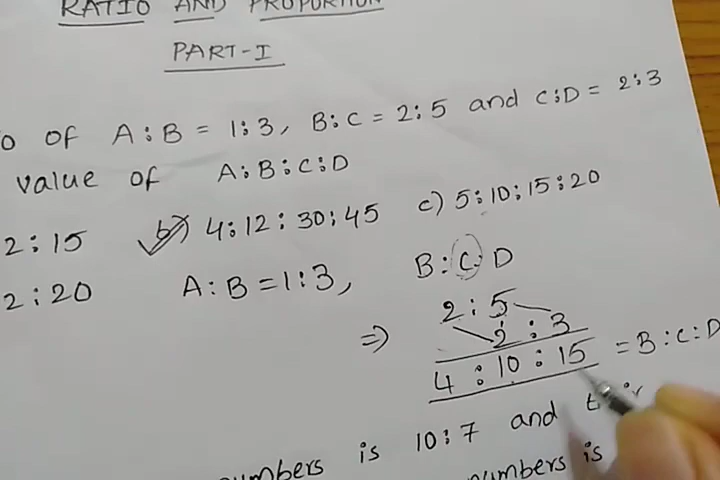 RATIO AND PROPORTION
PART-I
of A:B = 1:3, B:C = 2:5 and C:D = 2:3
value of A:B:C:D
2:15 b) 4:12:30:45 c) 5:10:15:20
2:20 A:B = 1:3, B:C:D
2:5
=> 2:3
4:10:15 = B:C:D
numbers is 10:7 and
numbers is